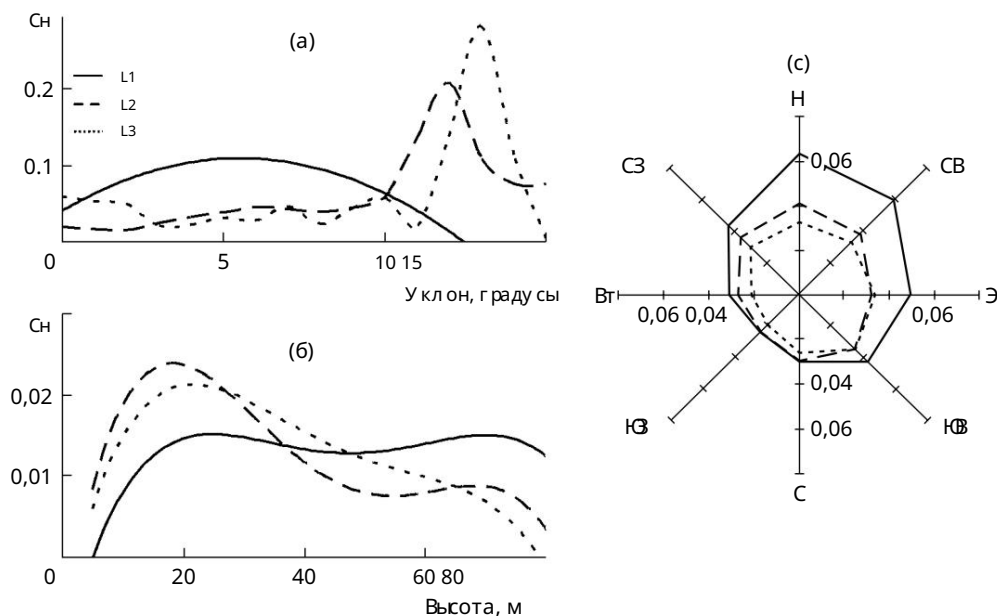 Сн
(а)
L1
L2
L3
0.2
0.1
0
5
10 15
Уклон, градусы
Сн
(б)
0,02
0,01
0
20
40
60 80
Высота, м
(с)
Н
СЗ
0,06
СВ
Вт
0,06 0,04
0,06
Э
0,04
ЮЗ
0,06
ЮВ
С